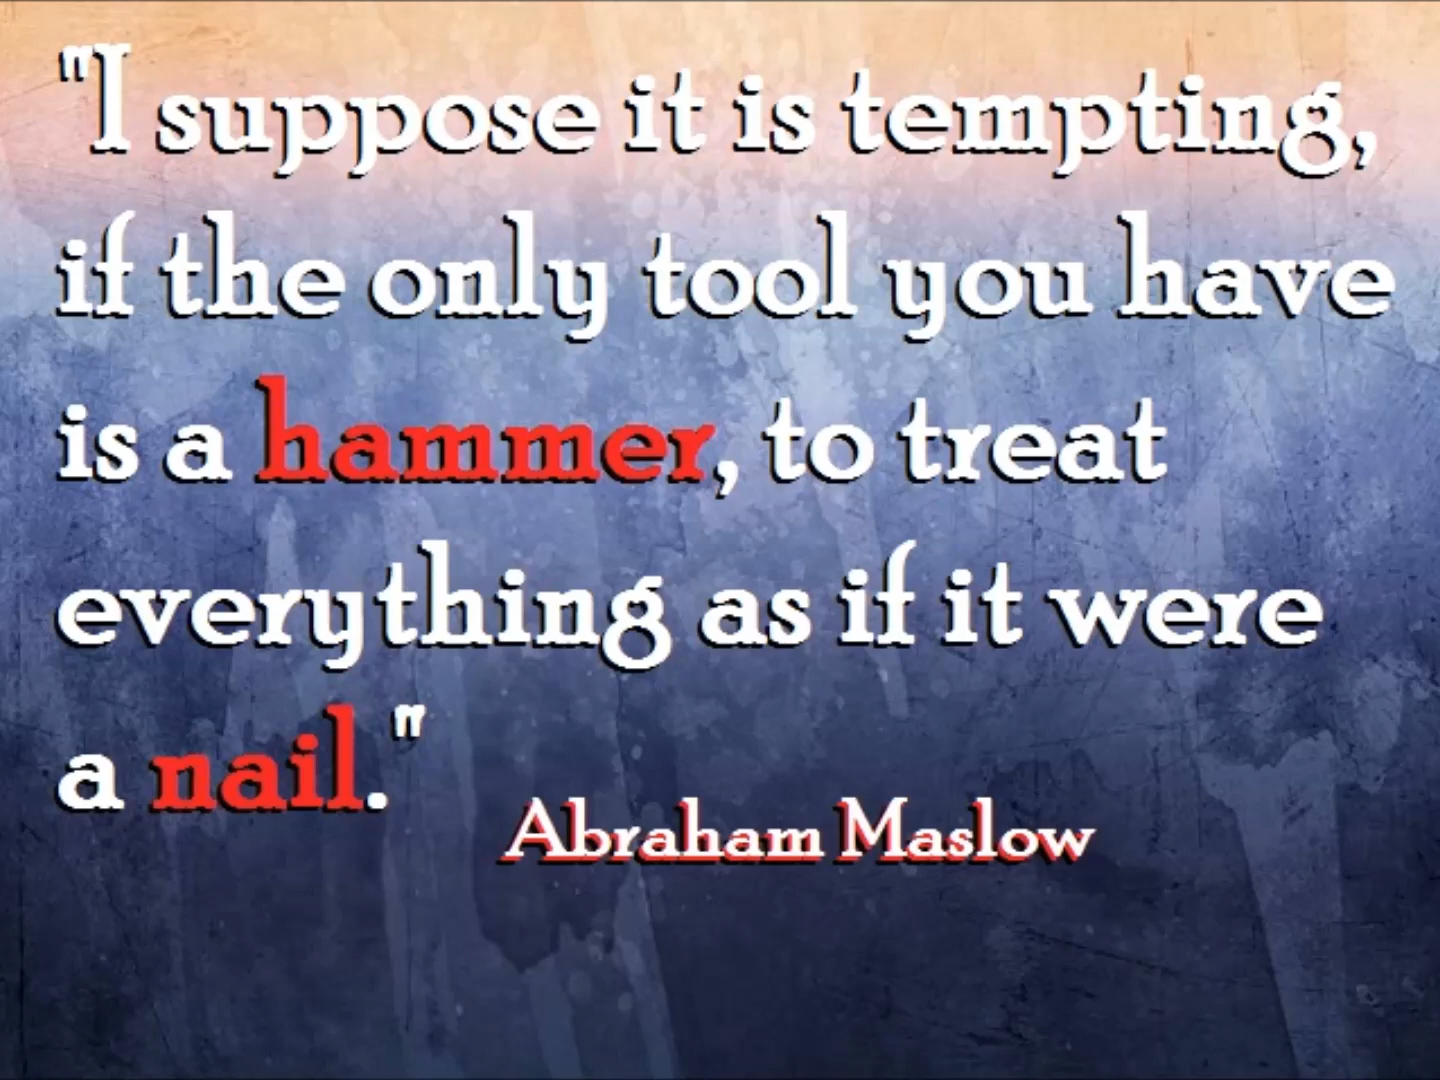 "I suppose it is tempting,
if the only tool you have
is a hammer, to treat
everything as if it were
a nail."
Abraham Maslow